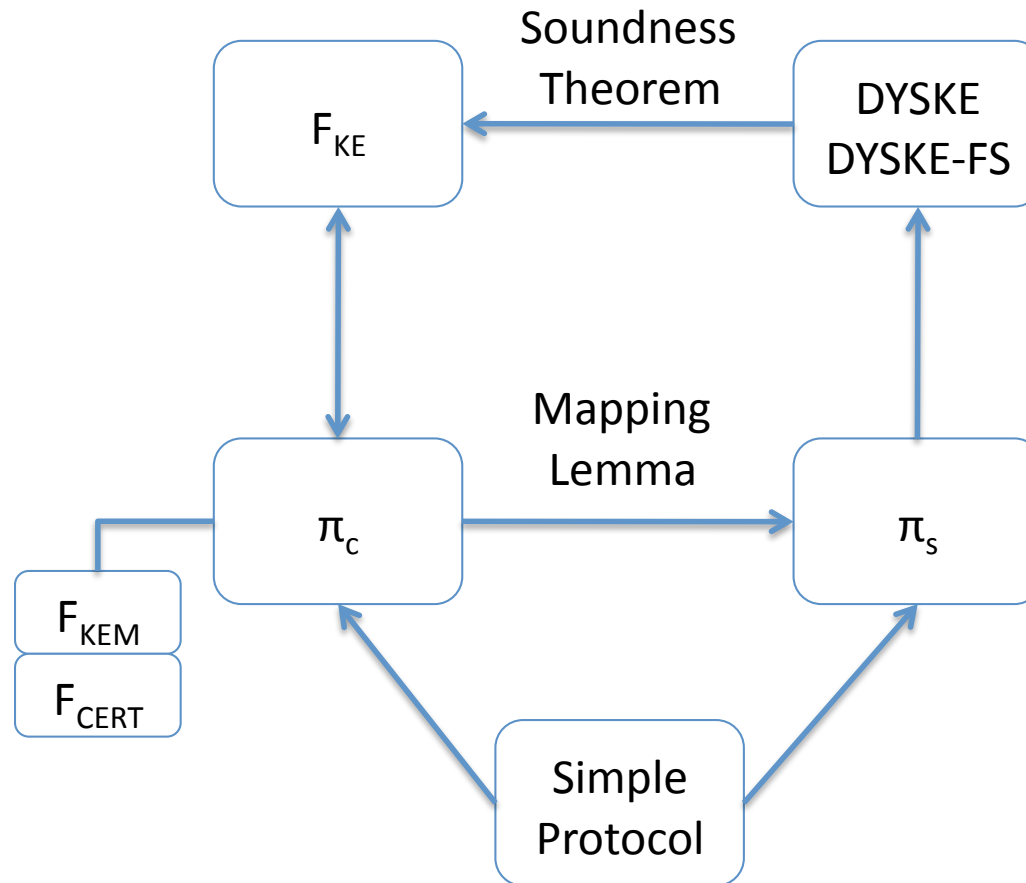 Soundness
Theorem
F_KE
DYSKE
DYSKE-FS
Mapping
Lemma
π_c
π_s
F_KEM
F_CERT
Simple
Protocol